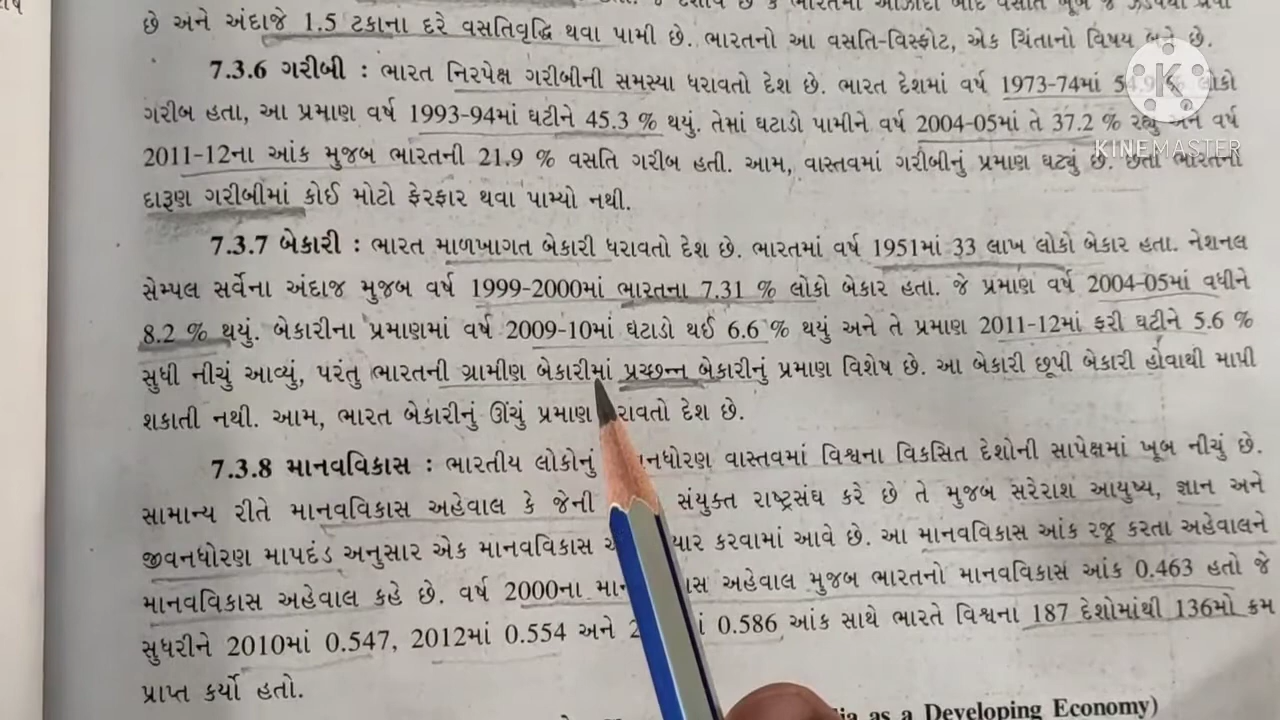 છે અને અંદાજે 1.5 ટકાના દરે વસતિવૃદ્ધિ થવા પામી છે. ભારતનો આ વસતિ-વિસ્ફોટ, એક ચિંતાનો વિષય બને છે.
7.3.6 ગરીબી : ભારત નિરપેક્ષ ગરીબીની સમસ્યા ધરાવતો દેશ છે. ભારત દેશમાં વર્ષ 1973-74માં 54.9 % લોકો
ગરીબ હતા, આ પ્રમાણ વર્ષ 1993-94માં ઘટીને 45.3 % થયું. તેમાં ઘટાડો પામીને વર્ષ 2004-05માં તે 37.2 % રહ્યું અને વર્ષ
2011-12ના આંક મુજબ ભારતની 21.9 % વસતિ ગરીબ હતી. આમ, વાસ્તવમાં ગરીબીનું પ્રમાણ ઘટ્યું છે. છતાં ભારતની
દારૂણ ગરીબીમાં કોઈ મોટો ફેરફાર થવા પામ્યો નથી.
7.3.7 બેકારી : ભારત માળખાગત બેકારી ધરાવતો દેશ છે. ભારતમાં વર્ષ 1951માં 33 લાખ લોકો બેકાર હતા. નેશનલ
સેમ્પલ સર્વેના અંદાજ મુજબ વર્ષ 1999-2000માં ભારતના 7.31 % લોકો બેકાર હતા. જે પ્રમાણ વર્ષ 2004-05માં વધીને
8.2 % થયું. બેકારીના પ્રમાણમાં વર્ષ 2009-10માં ઘટાડો થઈ 6.6 % થયું અને તે પ્રમાણ 2011-12માં ફરી ઘટીને 5.6 %
સુધી નીચું આવ્યું, પરંતુ ભારતની ગ્રામીણ બેકારીમાં પ્રચ્છન્ન બેકારીનું પ્રમાણ વિશેષ છે. આ બેકારી છૂપી બેકારી હોવાથી માપી
શકાતી નથી. આમ, ભારત બેકારીનું ઊંચું પ્રમાણ ધરાવતો દેશ છે.
7.3.8 માનવવિકાસ : ભારતીય લોકોનું વાસ્તવમાં વિશ્વના વિકસિત દેશોની સાપેક્ષમાં ખૂબ નીચું છે.
સામાન્ય રીતે માનવવિકાસ અહેવાલ કે જેની સંયુક્ત રાષ્ટ્રસંઘ કરે છે તે મુજબ સરેરાશ આયુષ્ય, જ્ઞાન અને
જીવનધોરણ માપદંડ અનુસાર એક માનવવિકાસ કરવામાં આવે છે. આ માનવવિકાસ આંક રજૂ કરતા અહેવાલને
માનવવિકાસ અહેવાલ કહે છે. વર્ષ 2000ના અહેવાલ મુજબ ભારતનો માનવવિકાસ આંક 0.463 હતો જે
સુધરીને 2010માં 0.547, 2012માં 0.554 અને 0.586 આંક સાથે ભારતે વિશ્વના 187 દેશોમાંથી 136મો ક્રમ
પ્રાપ્ત કર્યો હતો.
as a Developing Economy)
KINEMASTER